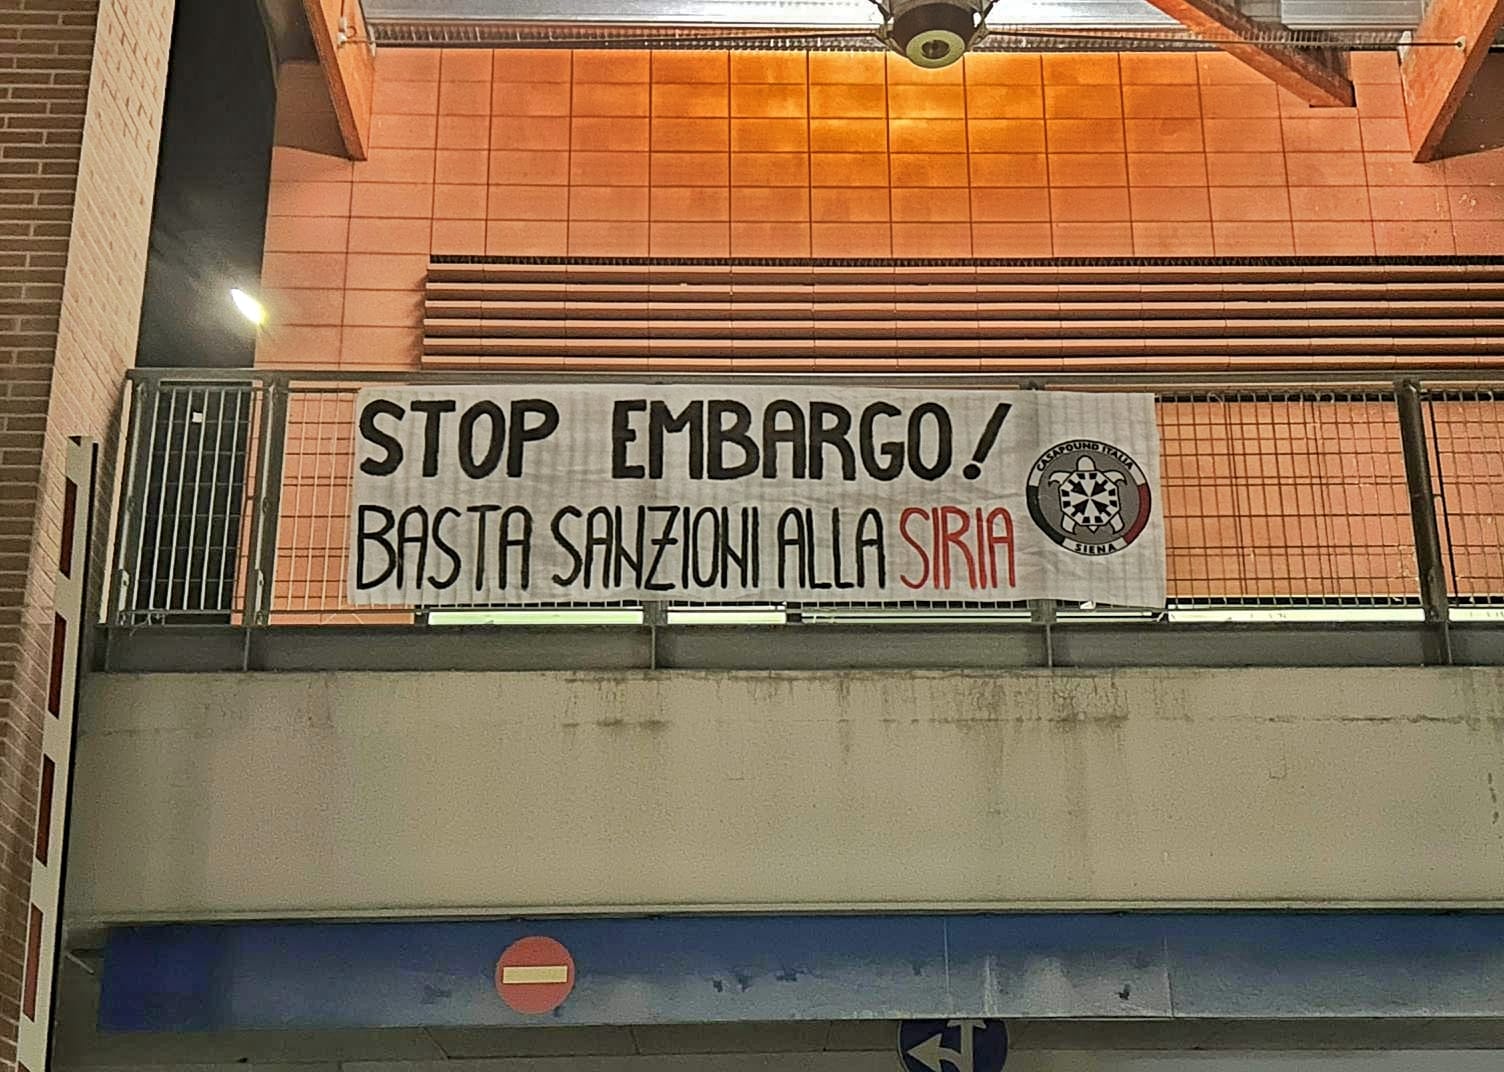 STOP EMBARGO!
BASTA SANZIONI ALLA SIRIA
CASAPOUND ITALIA
SIENA